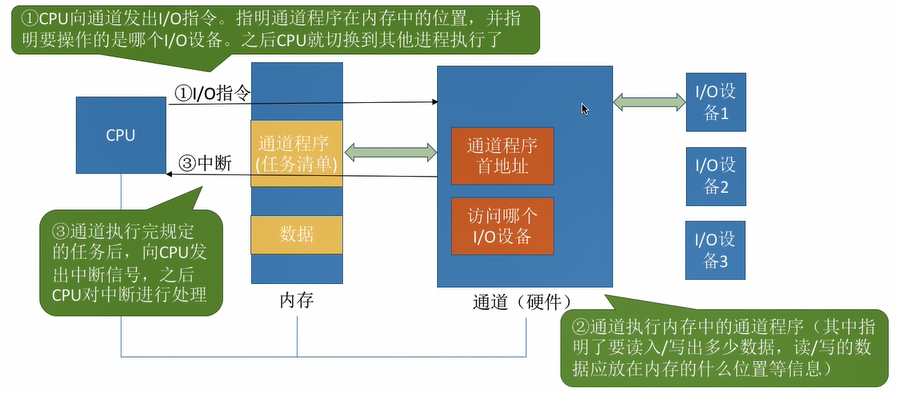 ①CPU向通道发出I/O指令。指明通道程序在内存中的位置，并指
明要操作的是哪个I/O设备。之后CPU就切换到其他进程执行了
①I/O指令
CPU
通道程序
(任务清单)
③中断
数据
内存
通道程序
首地址
访问哪个
I/O设备
通道（硬件）
I/O设
备1
I/O设
备2
I/O设
备3
③通道执行完规定
的任务后，向CPU发
出中断信号，之后
CPU对中断进行处理
②通道执行内存中的通道程序（其中指
明了要读入/写出多少数据，读/写的数
据应放在内存的什么位置等信息）